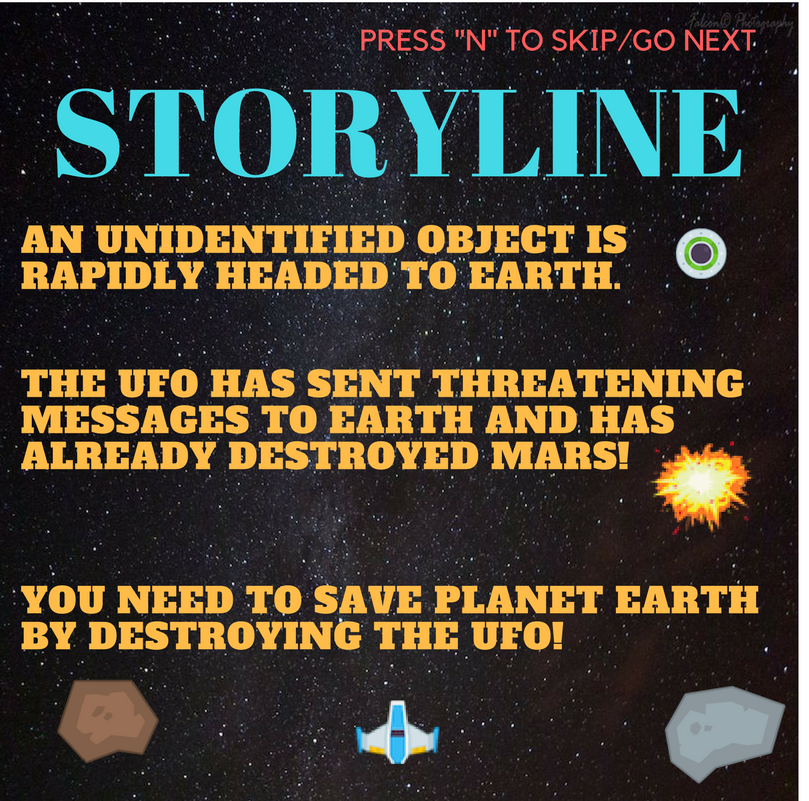 Falcon© Photography
PRESS "N" TO SKIP/GO NEXT
STORYLINE
AN UNIDENTIFIED OBJECT IS
RAPIDLY HEADED TO EARTH.
THE UFO HAS SENT THREATENING
MESSAGES TO EARTH AND HAS
ALREADY DESTROYED MARS!
YOU NEED TO SAVE PLANET EARTH
BY DESTROYING THE UFO!